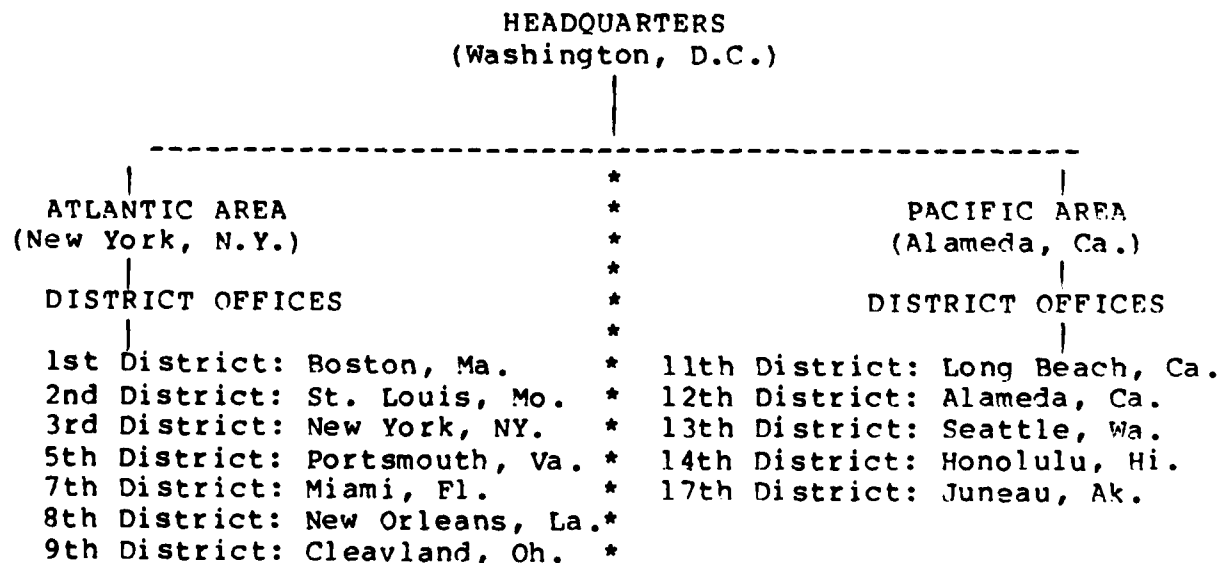 HEADQUARTERS
(Washington, D.C.)
ATLANTIC AREA
(New York, N.Y.)
DISTRICT OFFICES
1st District: Boston, Ma.
2nd District: St. Louis, Mo.
3rd District: New York, NY.
5th District: Portsmouth, Va.
7th District: Miami, Fl.
8th District: New Orleans, La.
9th District: Cleavland, Oh.
PACIFIC AREA
(Alameda, Ca.)
DISTRICT OFFICES
11th District: Long Beach, Ca.
12th District: Alameda, Ca.
13th District: Seattle, Wa.
14th District: Honolulu, Hi.
17th District: Juneau, Ak.